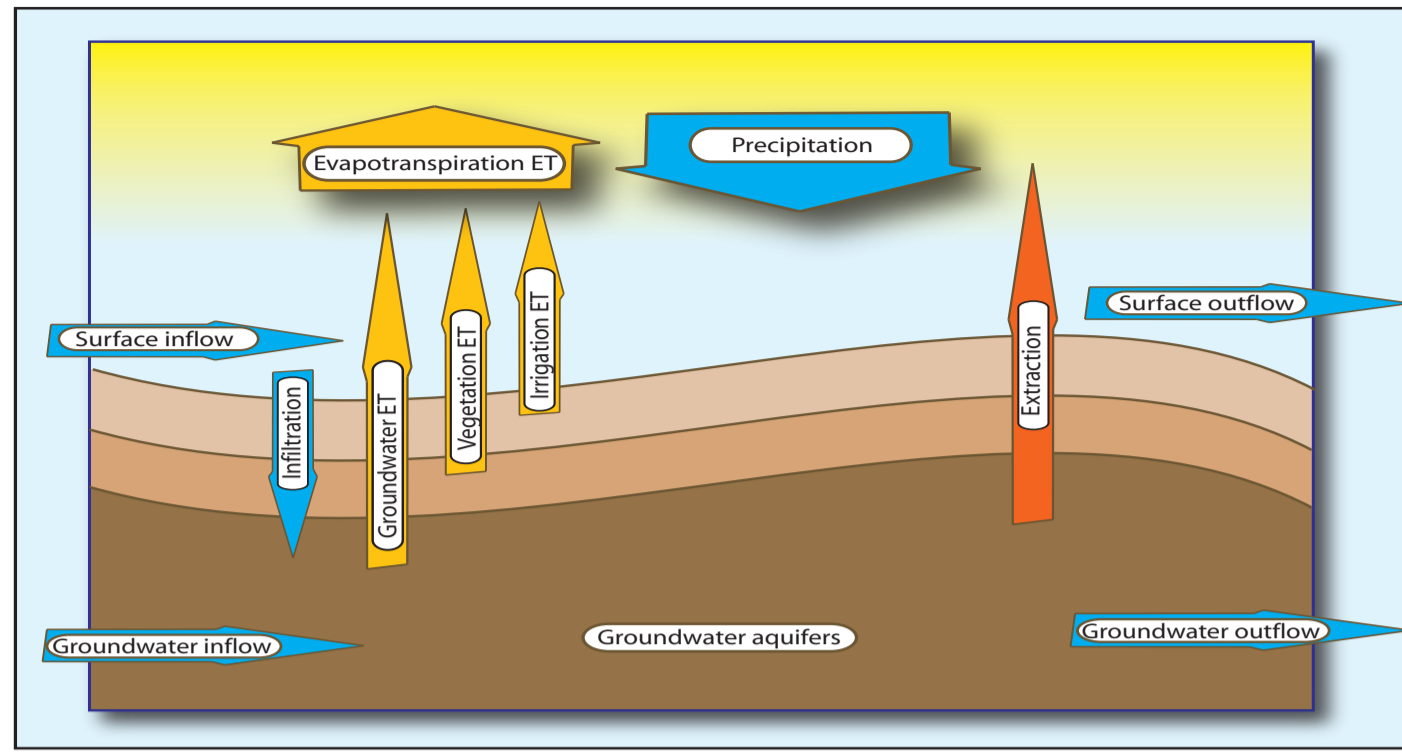 Precipitation
Evapotranspiration ET
Surface inflow
Infiltration
Groundwater ET
Vegetation ET
Irrigation ET
Extraction
Surface outflow
Groundwater inflow
Groundwater aquifers
Groundwater outflow